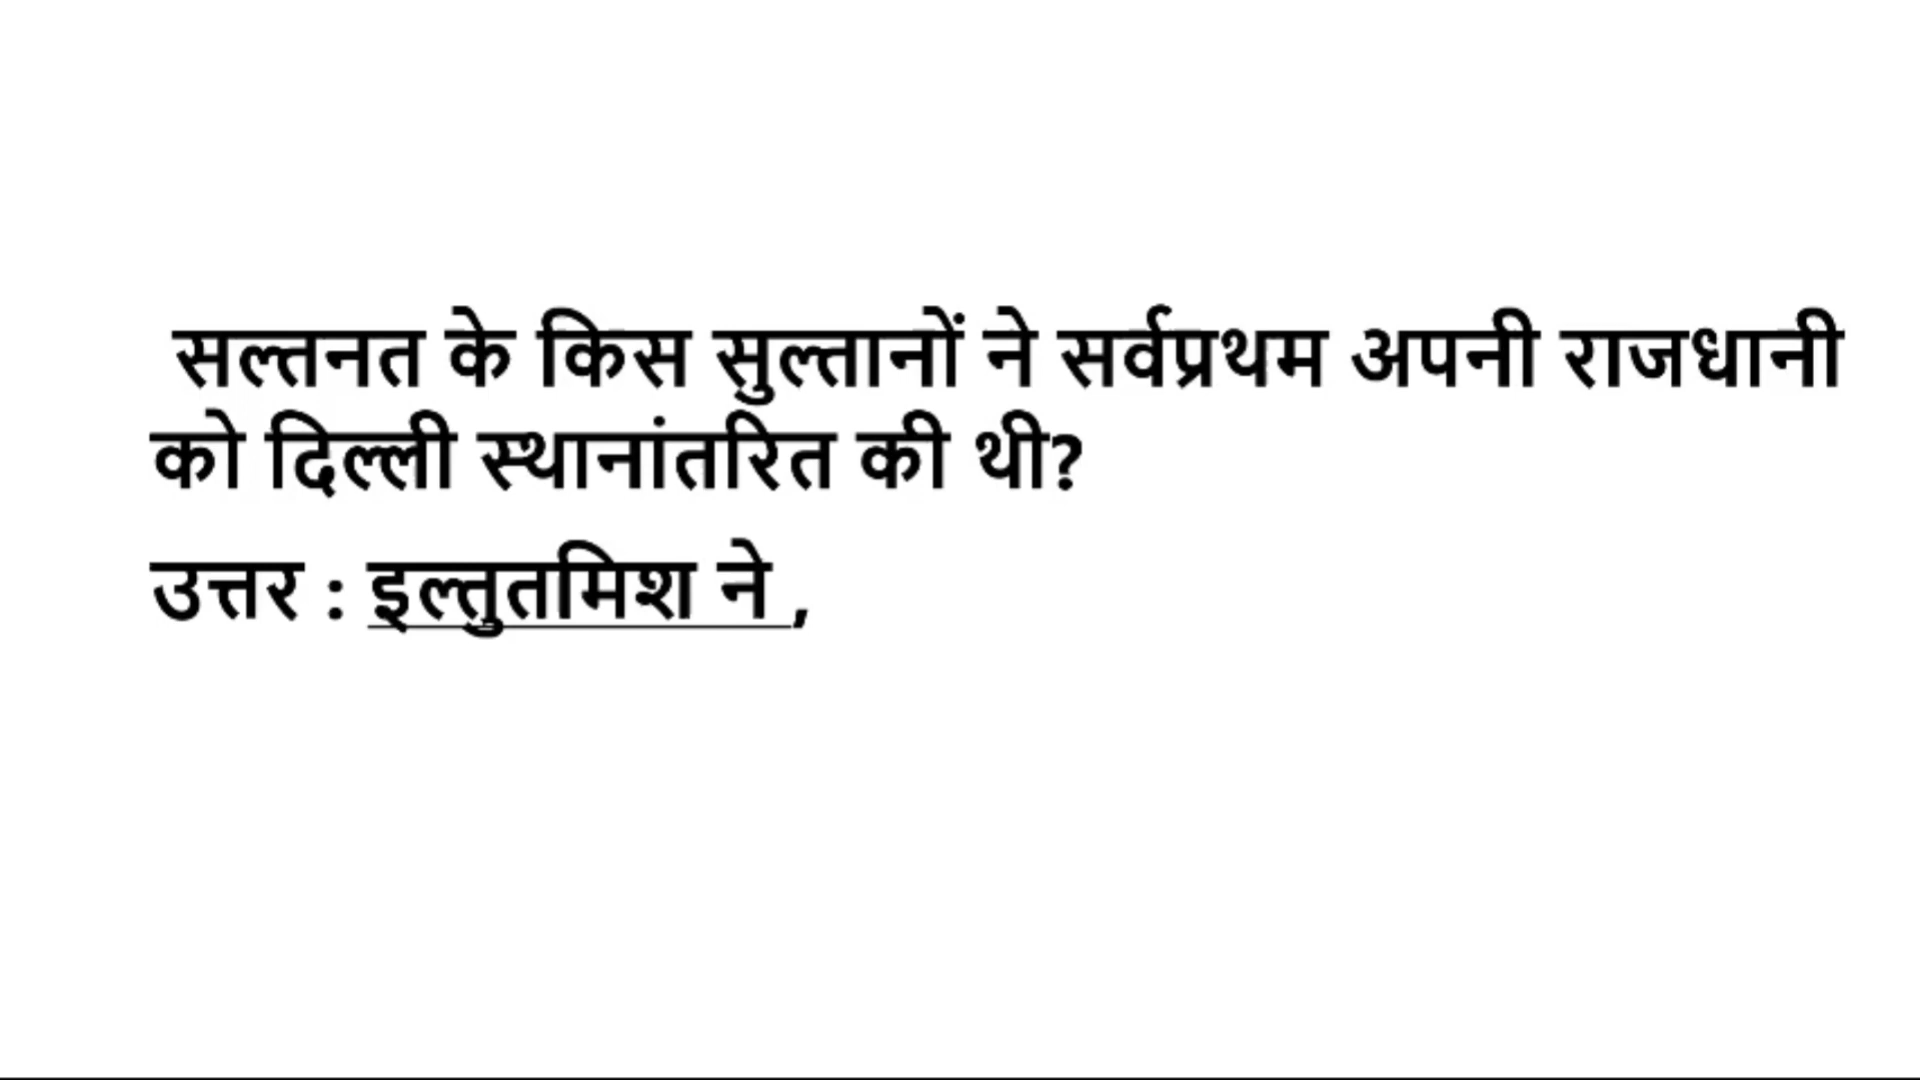 सल्तनत के किस सुल्तानों ने सर्वप्रथम अपनी राजधानी
को दिल्ली स्थानांतरित की थी?
उत्तर : इल्तुतमिश ने ,